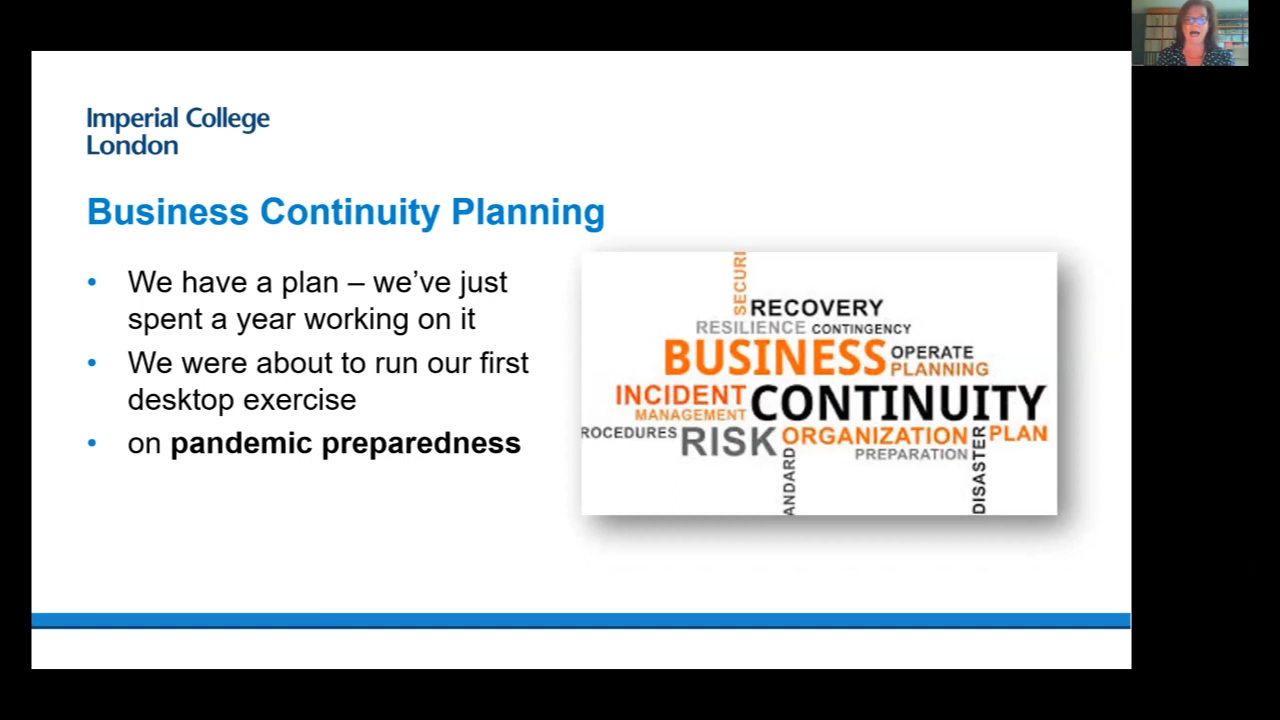 Imperial College
London
Business Continuity Planning
• We have a plan – we’ve just
spent a year working on it
• We were about to run our first
desktop exercise
• on pandemic preparedness
SECURI
RECOVERY
RESILIENCE CONTINGENCY
BUSINESS OPERATE
PLANNING
INCIDENT CONTINUITY
MANAGEMENT
ROCEDURES RISK ORGANIZATION PLAN
PREPARATION
ANDARD
DISASTER